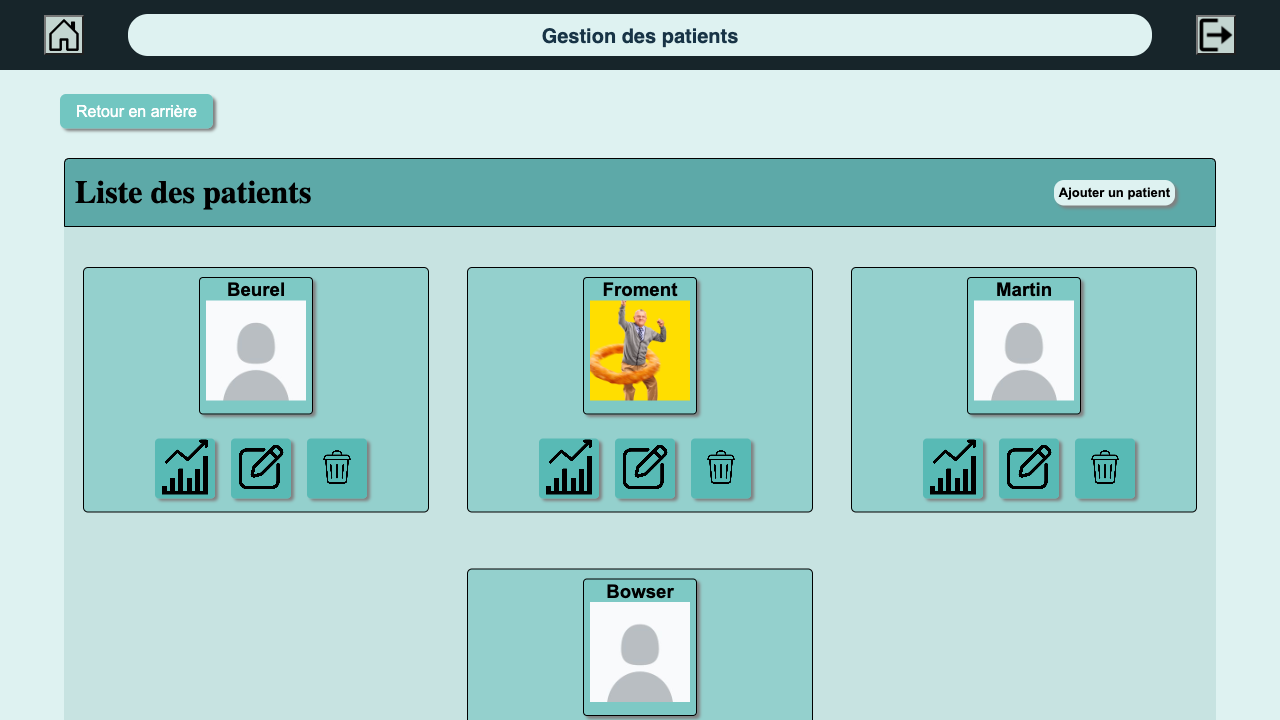 Gestion des patients
Retour en arrière
Liste des patients
Ajouter un patient
Beurel
Froment
Martin
Bowser